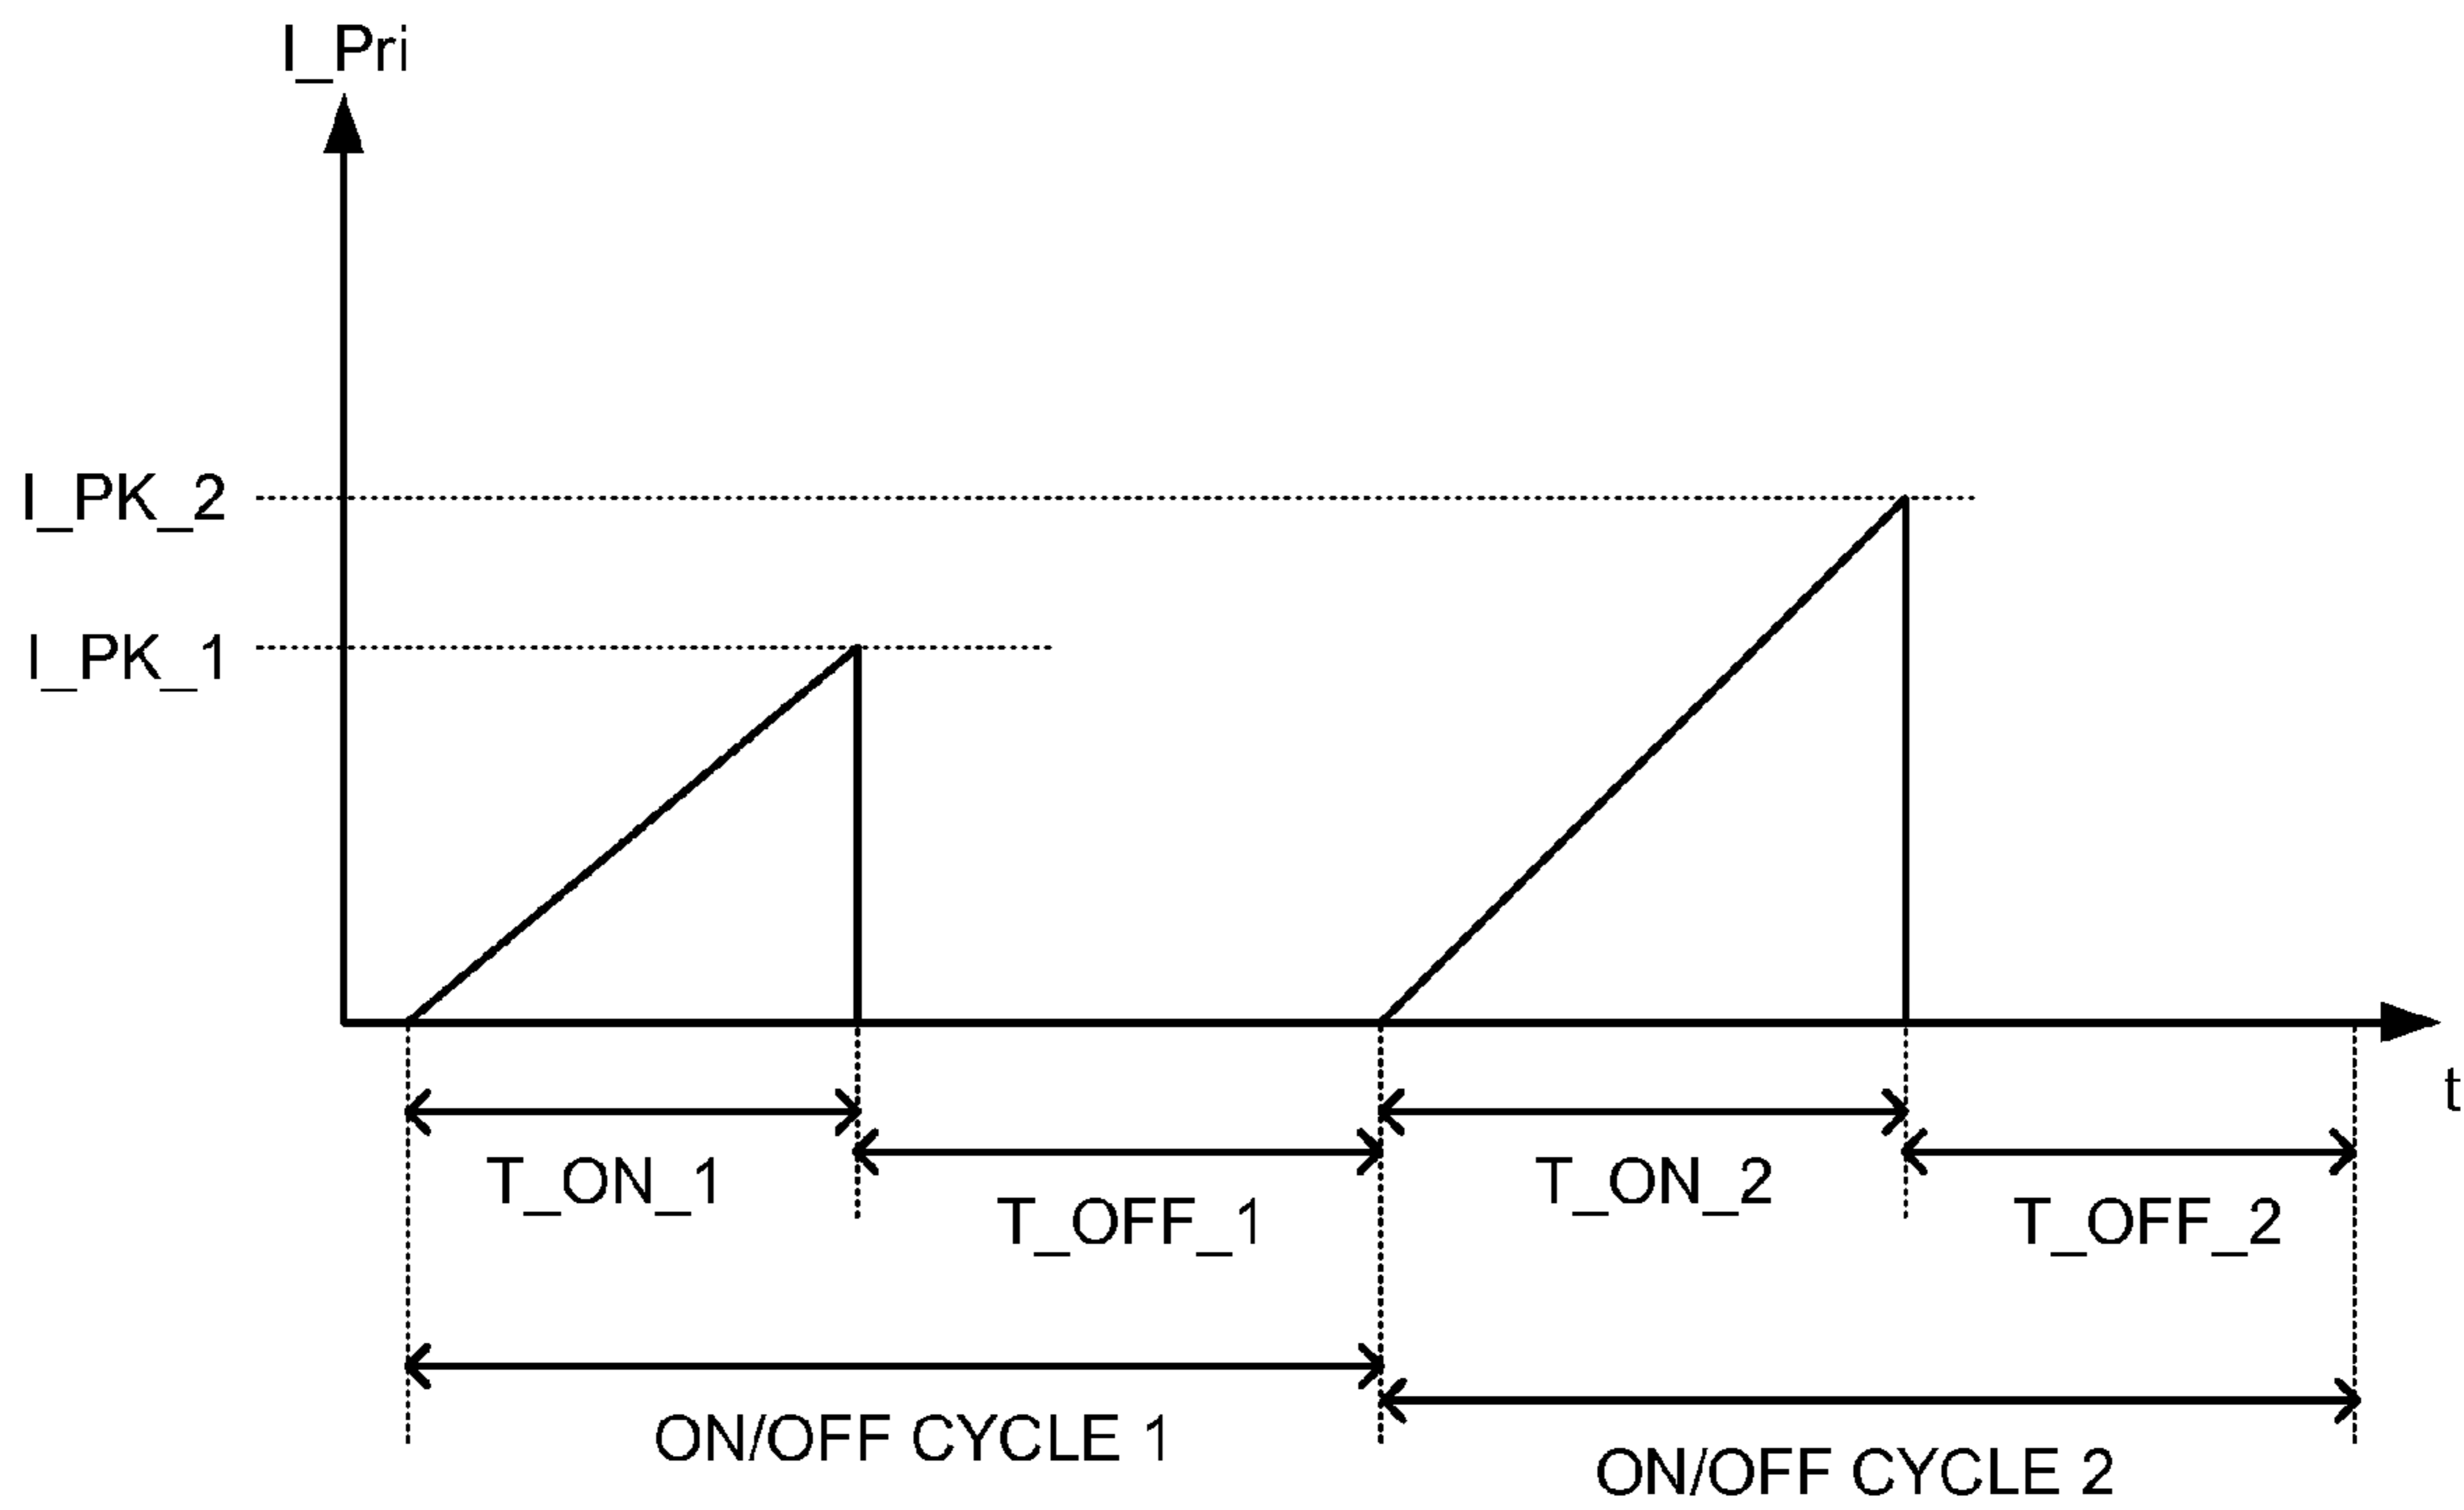 I_Pri
I_PK_2
I_PK_1
t
T_ON_1
T_OFF_1
T_ON_2
T_OFF_2
ON/OFF CYCLE 1
ON/OFF CYCLE 2